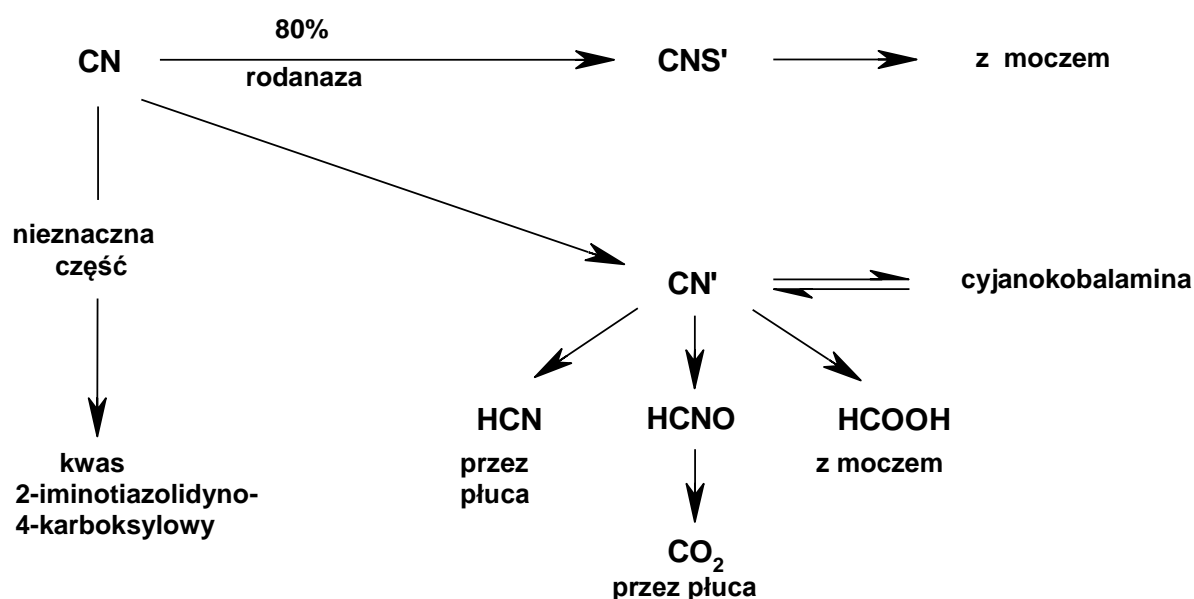 80%
CN
rodanaza
CNS'
z moczem
nieznaczna
część
CN'
cyjanokobalamina
HCN
HCNO
HCOOH
przez
płuca
z moczem
kwas
2-iminotiazolidyno-
4-karboksylowy
CO2
przez płuca